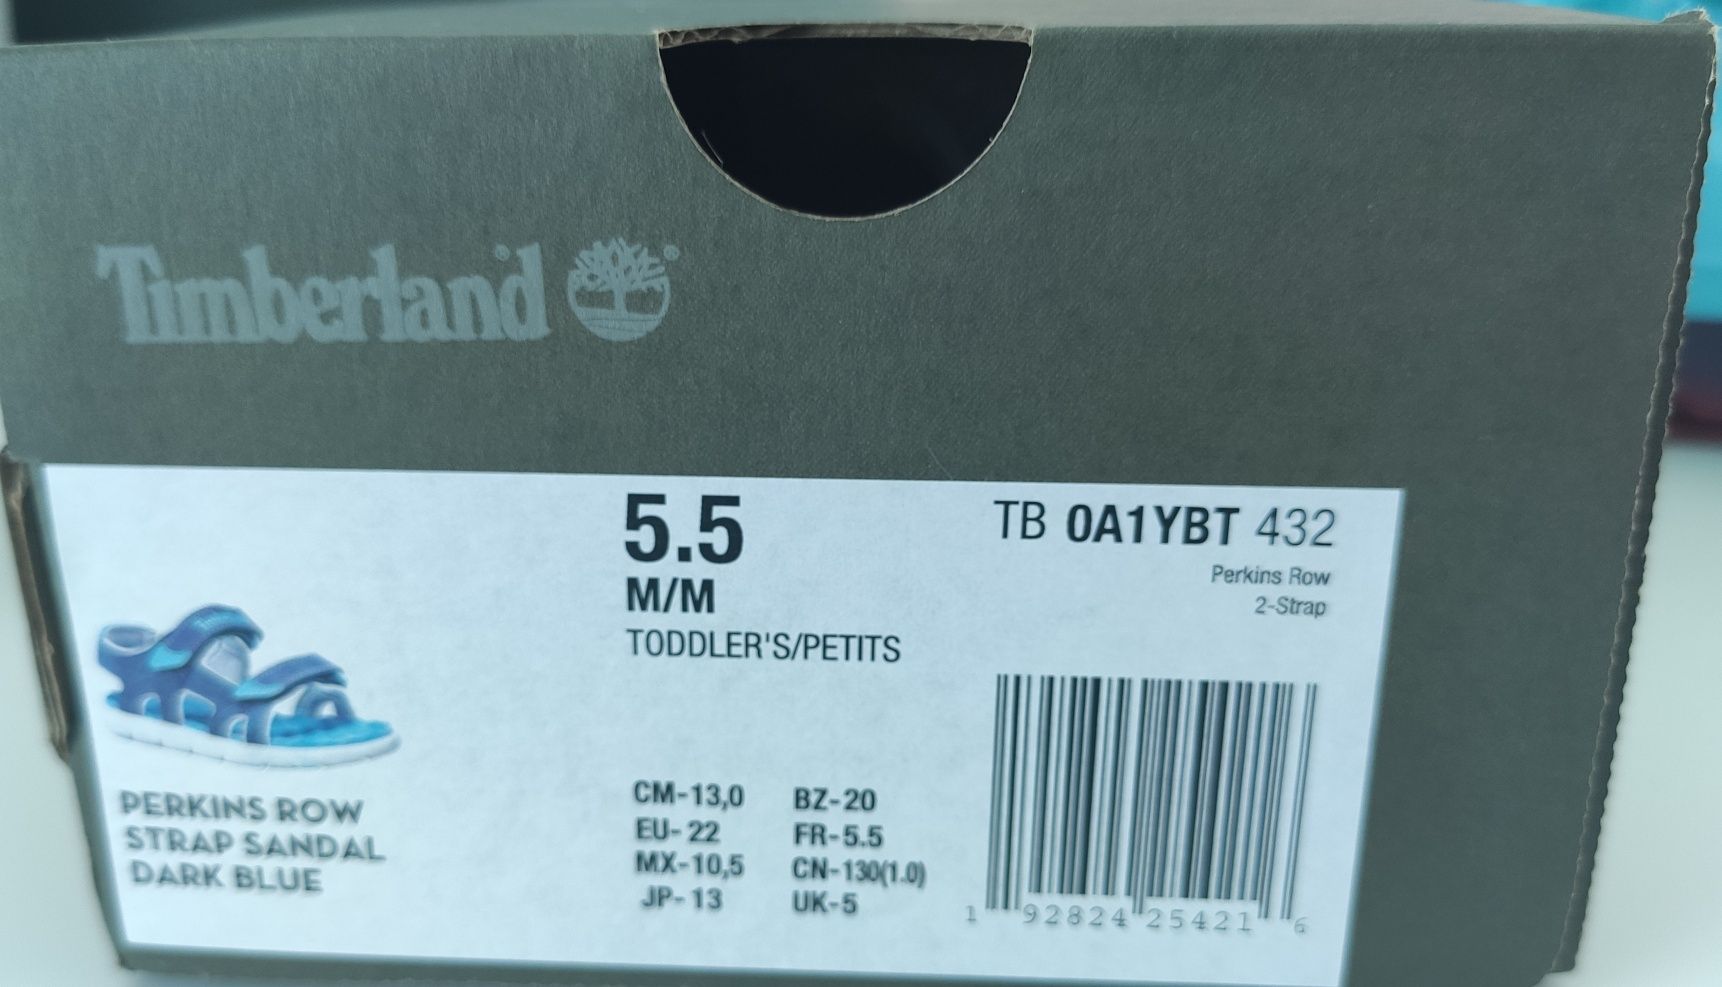 Timberland®
5.5
M/M
TODDLER'S/PETITS
TB 0A1YBT 432
Perkins Row
2-Strap
PERKINS ROW
STRAP SANDAL
DARK BLUE
CM-13,0 BZ-20
EU-22 FR-5.5
MX-10,5 CN-130(1.0)
JP-13 UK-5
1 92824 25421 6